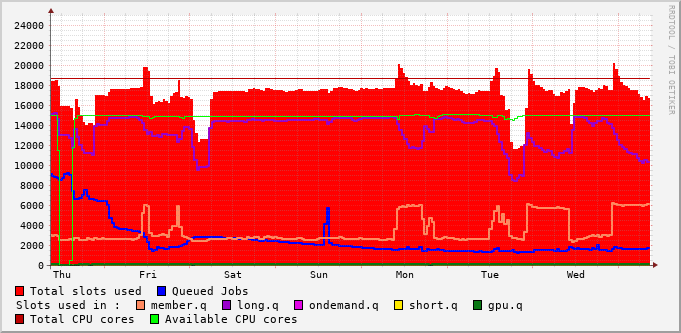 24000
22000
20000
18000
16000
14000
12000
10000
8000
6000
4000
2000
0
Thu Fri Sat Sun Mon Tue Wed
Total slots used Queued Jobs
Slots used in : member.q long.q ondemand.q short.q gpu.q
Total CPU cores Available CPU cores
RRDTOOL / TOBI OETIKER